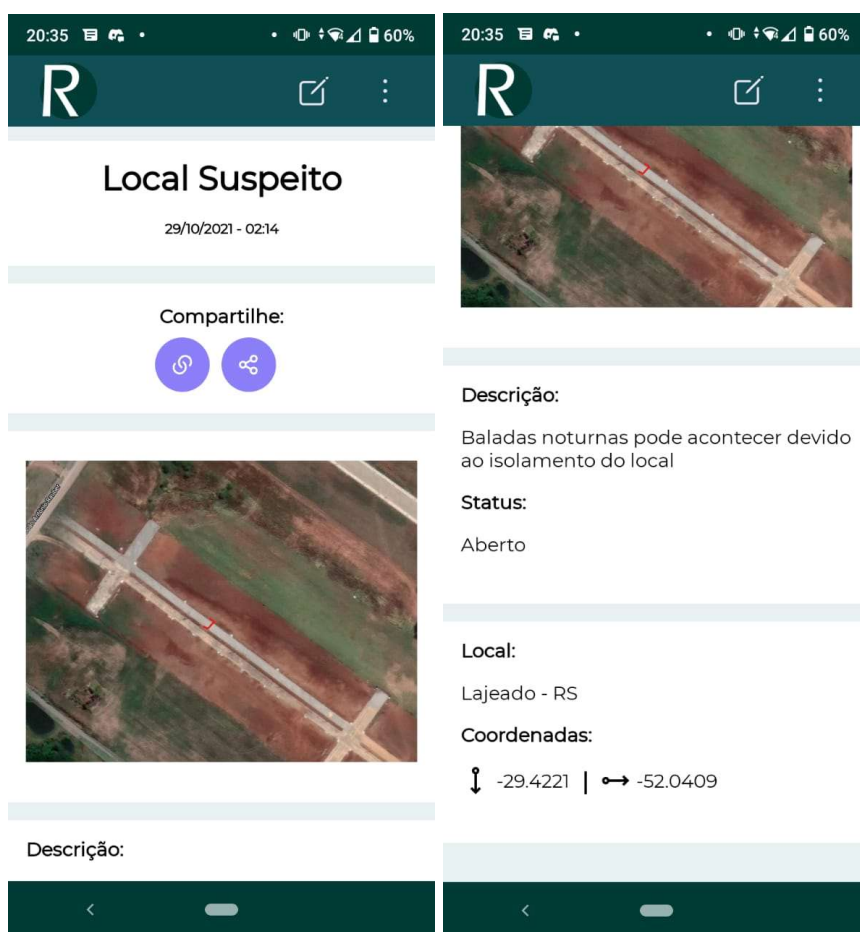 20:35
60%
R
Local Suspeito
29/10/2021 - 02:14
Compartilhe:
Descrição:
20:35
60%
R
Descrição:
Baladas noturnas pode acontecer devido
ao isolamento do local
Status:
Aberto
Local:
Lajeado - RS
Coordenadas:
-29.4221 | -52.0409